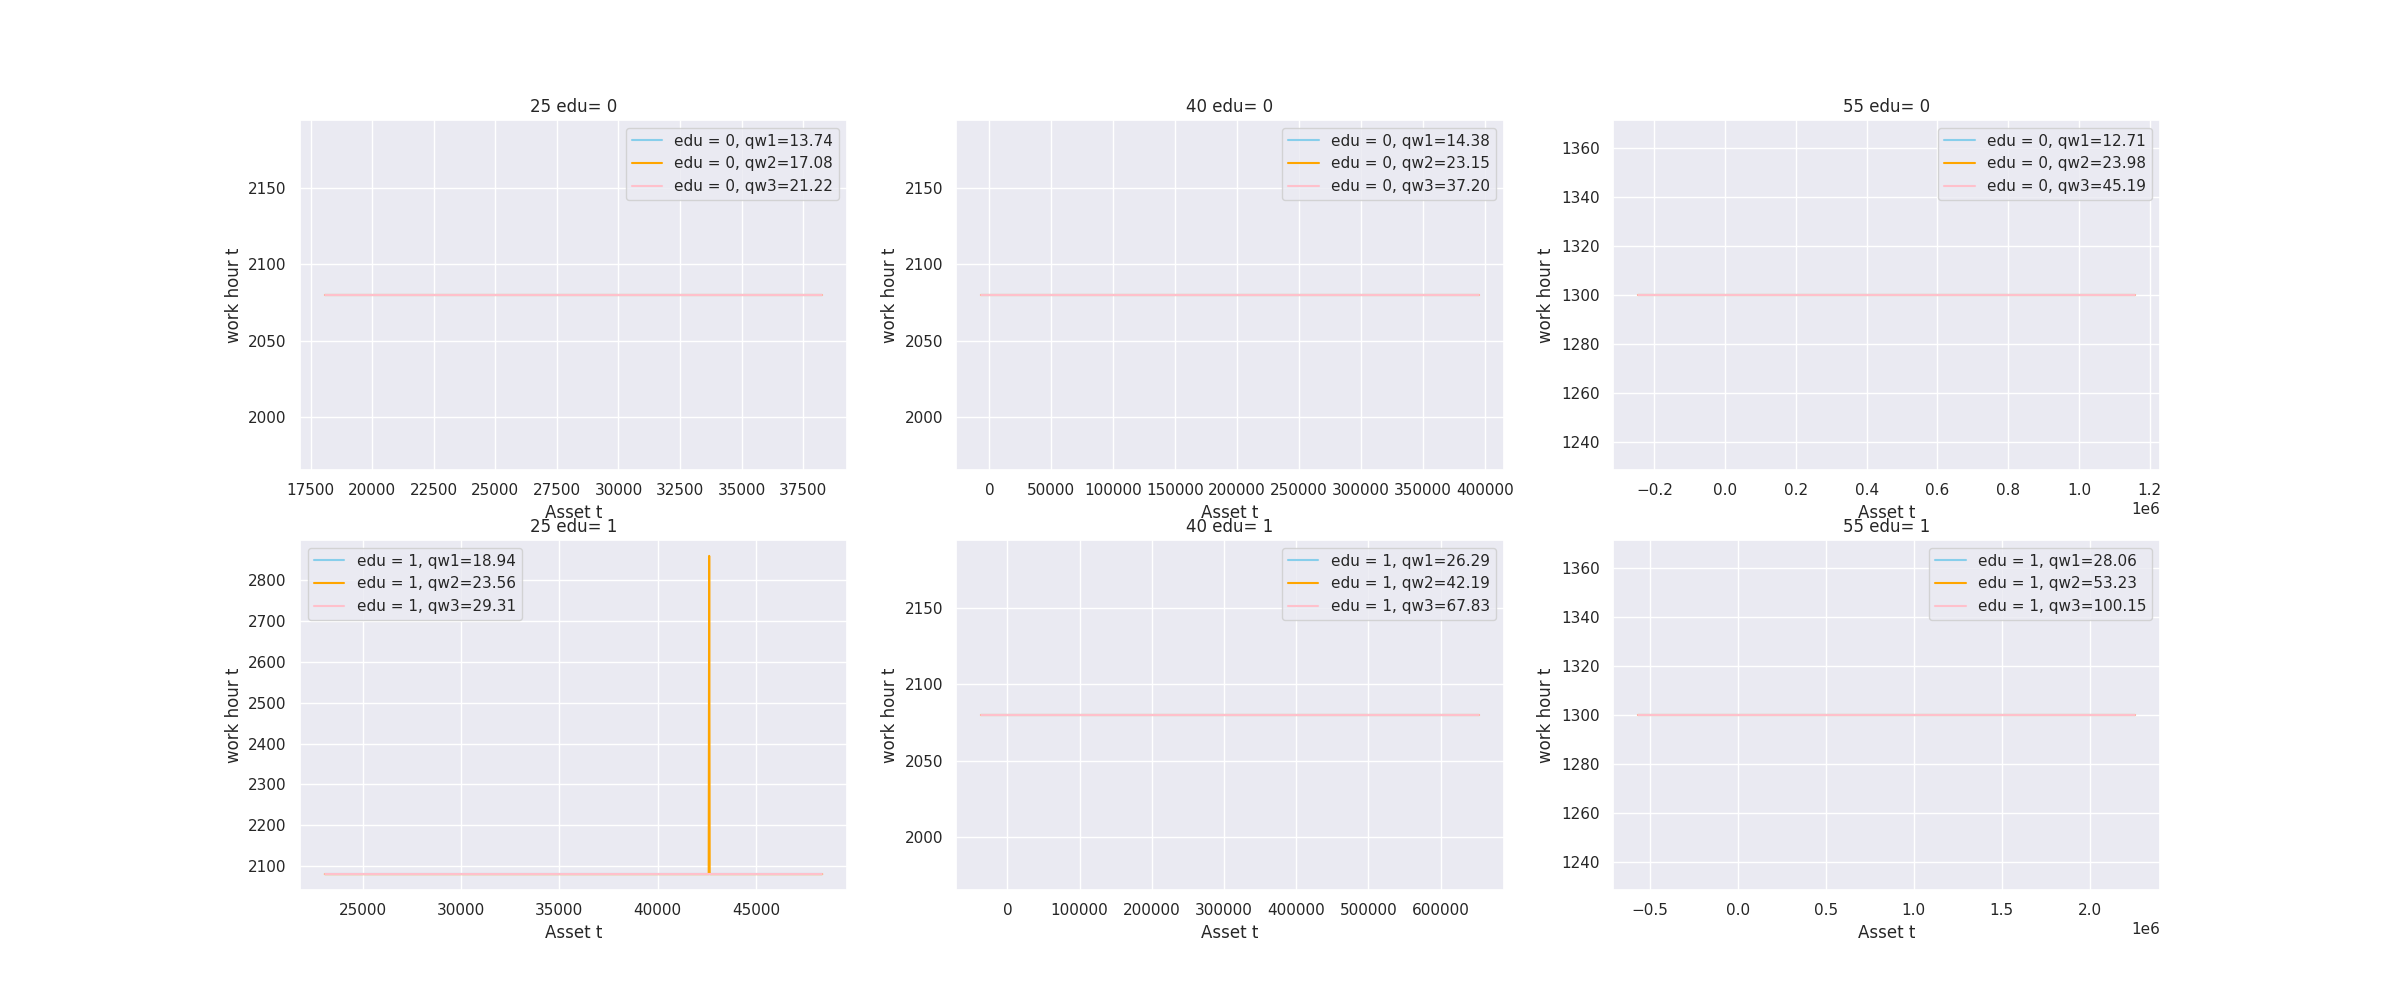 25 edu= 0
edu = 0, qw1=13.74
edu = 0, qw2=17.08
edu = 0, qw3=21.22
work hour t
2150
2100
2050
2000
17500 20000 22500 25000 27500 30000 32500 35000 37500
Asset t
40 edu= 0
edu = 0, qw1=14.38
edu = 0, qw2=23.15
edu = 0, qw3=37.20
work hour t
2150
2100
2050
2000
0 50000 100000 150000 200000 250000 300000 350000 400000
Asset t
55 edu= 0
edu = 0, qw1=12.71
edu = 0, qw2=23.98
edu = 0, qw3=45.19
work hour t
1360
1340
1320
1300
1280
1260
1240
−0.2 0.0 0.2 0.4 0.6 0.8 1.0 1.2
1e6
Asset t
25 edu= 1
edu = 1, qw1=18.94
edu = 1, qw2=23.56
edu = 1, qw3=29.31
work hour t
2800
2700
2600
2500
2400
2300
2200
2100
25000 30000 35000 40000 45000
Asset t
40 edu= 1
edu = 1, qw1=26.29
edu = 1, qw2=42.19
edu = 1, qw3=67.83
work hour t
2150
2100
2050
2000
0 100000 200000 300000 400000 500000 600000
Asset t
55 edu= 1
edu = 1, qw1=28.06
edu = 1, qw2=53.23
edu = 1, qw3=100.15
work hour t
1360
1340
1320
1300
1280
1260
1240
−0.5 0.0 0.5 1.0 1.5 2.0
1e6
Asset t